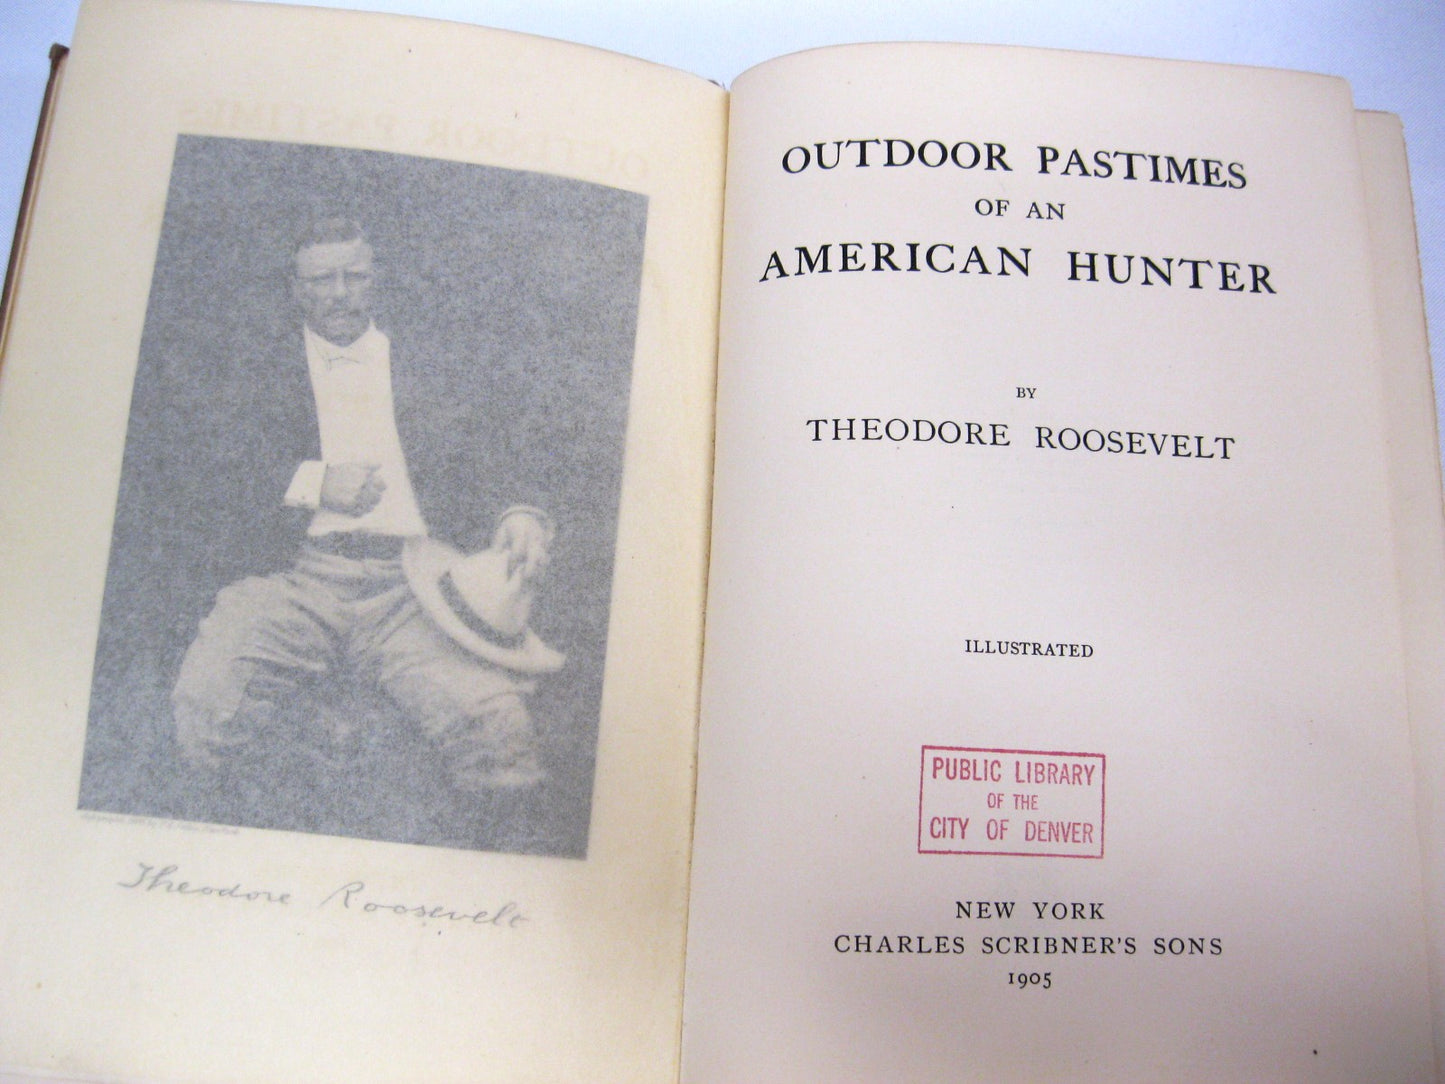 Theodore Roosevelt
OUTDOOR PASTIMES
OF AN
AMERICAN HUNTER
BY
THEODORE ROOSEVELT
ILLUSTRATED
PUBLIC LIBRARY
OF THE
CITY OF DENVER
NEW YORK
CHARLES SCRIBNER'S SONS
1905